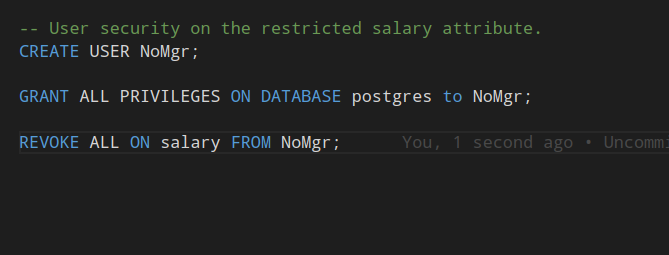 -- User security on the restricted salary attribute.
CREATE USER NoMgr;
GRANT ALL PRIVILEGES ON DATABASE postgres to NoMgr;
REVOKE ALL ON salary FROM NoMgr; You, 1 second ago • Uncommi